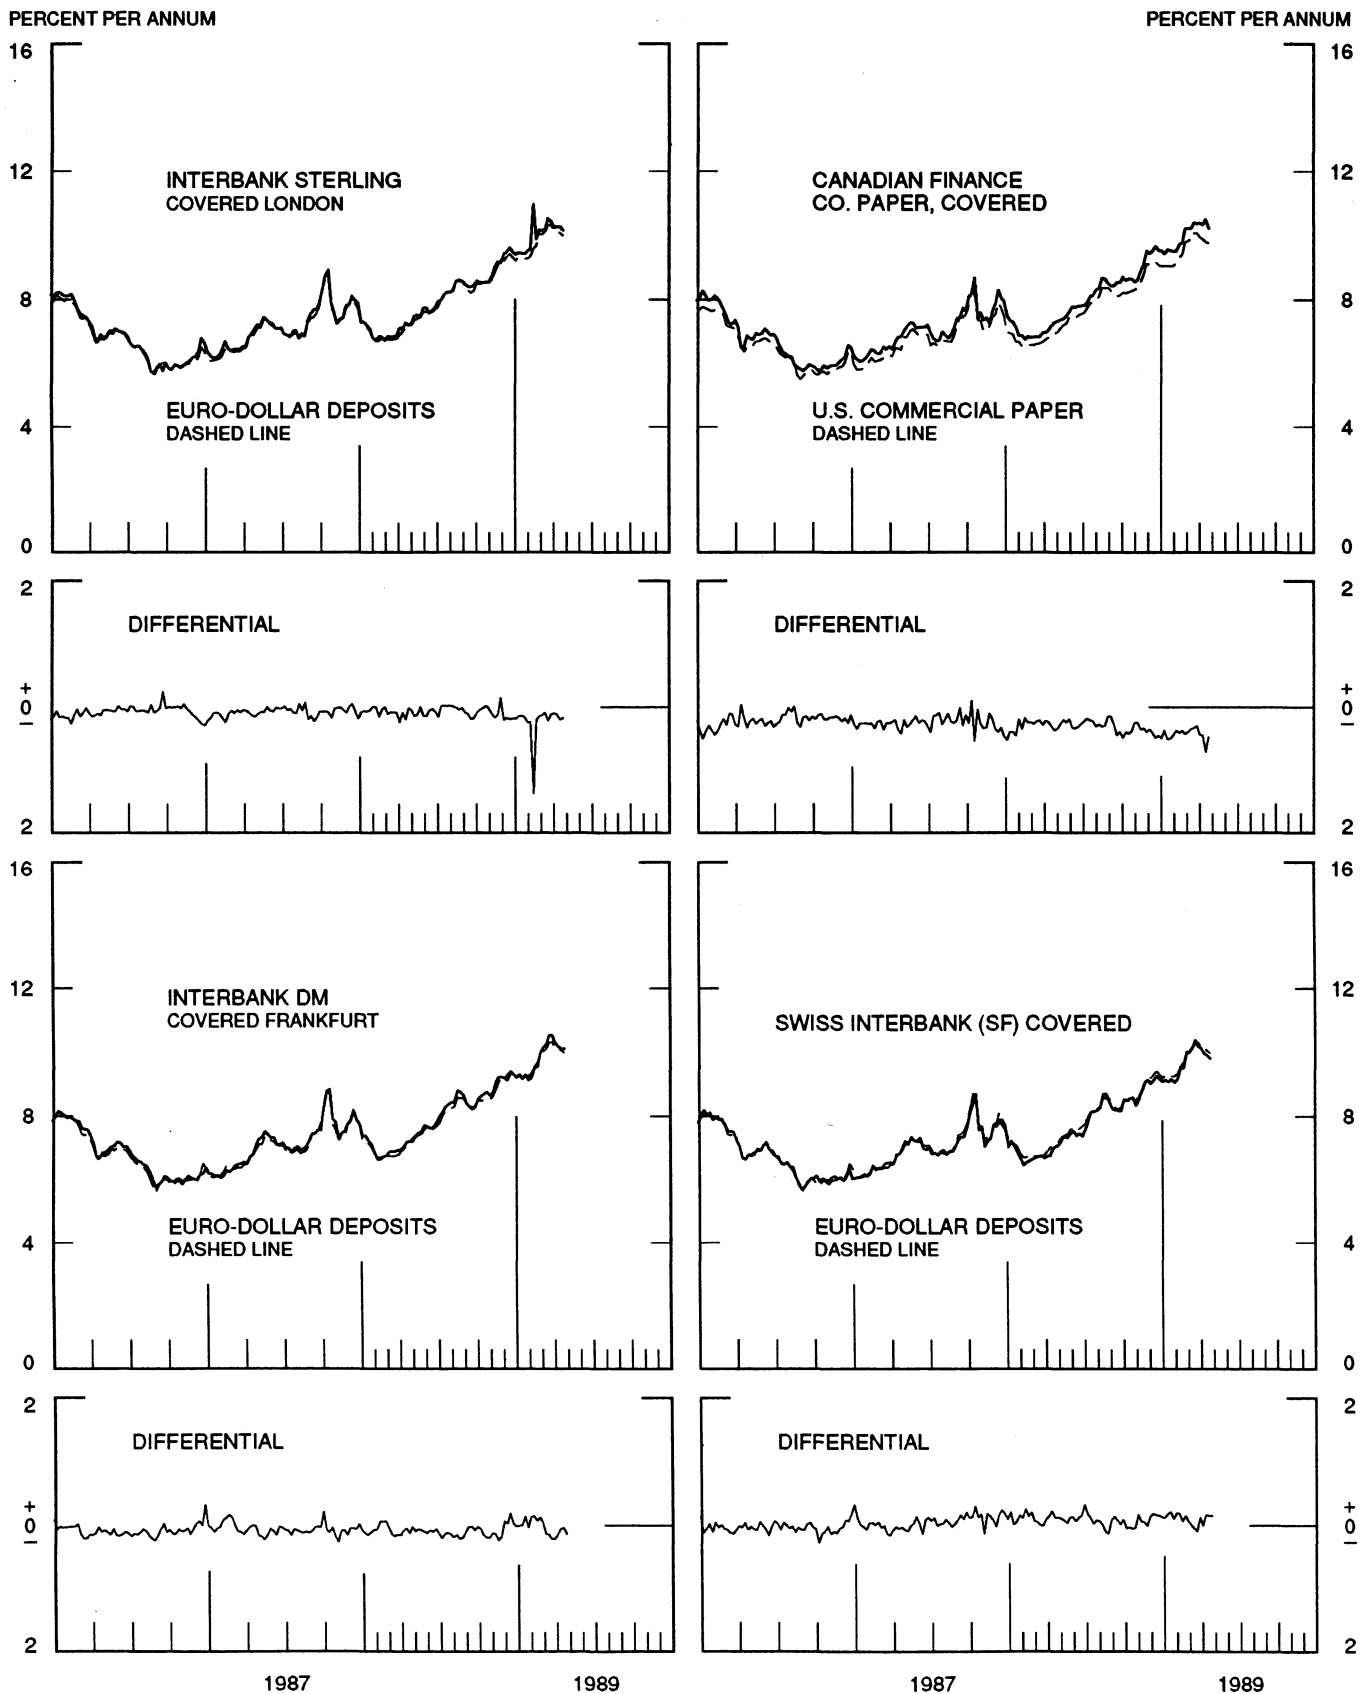 PERCENT PER ANNUM
PERCENT PER ANNUM
16
16
12
12
INTERBANK STERLING
COVERED LONDON
CANADIAN FINANCE
CO. PAPER, COVERED
8
8
EURO-DOLLAR DEPOSITS
DASHED LINE
U.S. COMMERCIAL PAPER
DASHED LINE
4
4
0
0
2
2
DIFFERENTIAL
DIFFERENTIAL
+
0
–
+
0
–
2
2
16
16
12
12
INTERBANK DM
COVERED FRANKFURT
SWISS INTERBANK (SF) COVERED
8
8
EURO-DOLLAR DEPOSITS
DASHED LINE
EURO-DOLLAR DEPOSITS
DASHED LINE
4
4
0
0
2
2
DIFFERENTIAL
DIFFERENTIAL
+
0
–
+
0
–
2
2
1987
1989
1987
1989